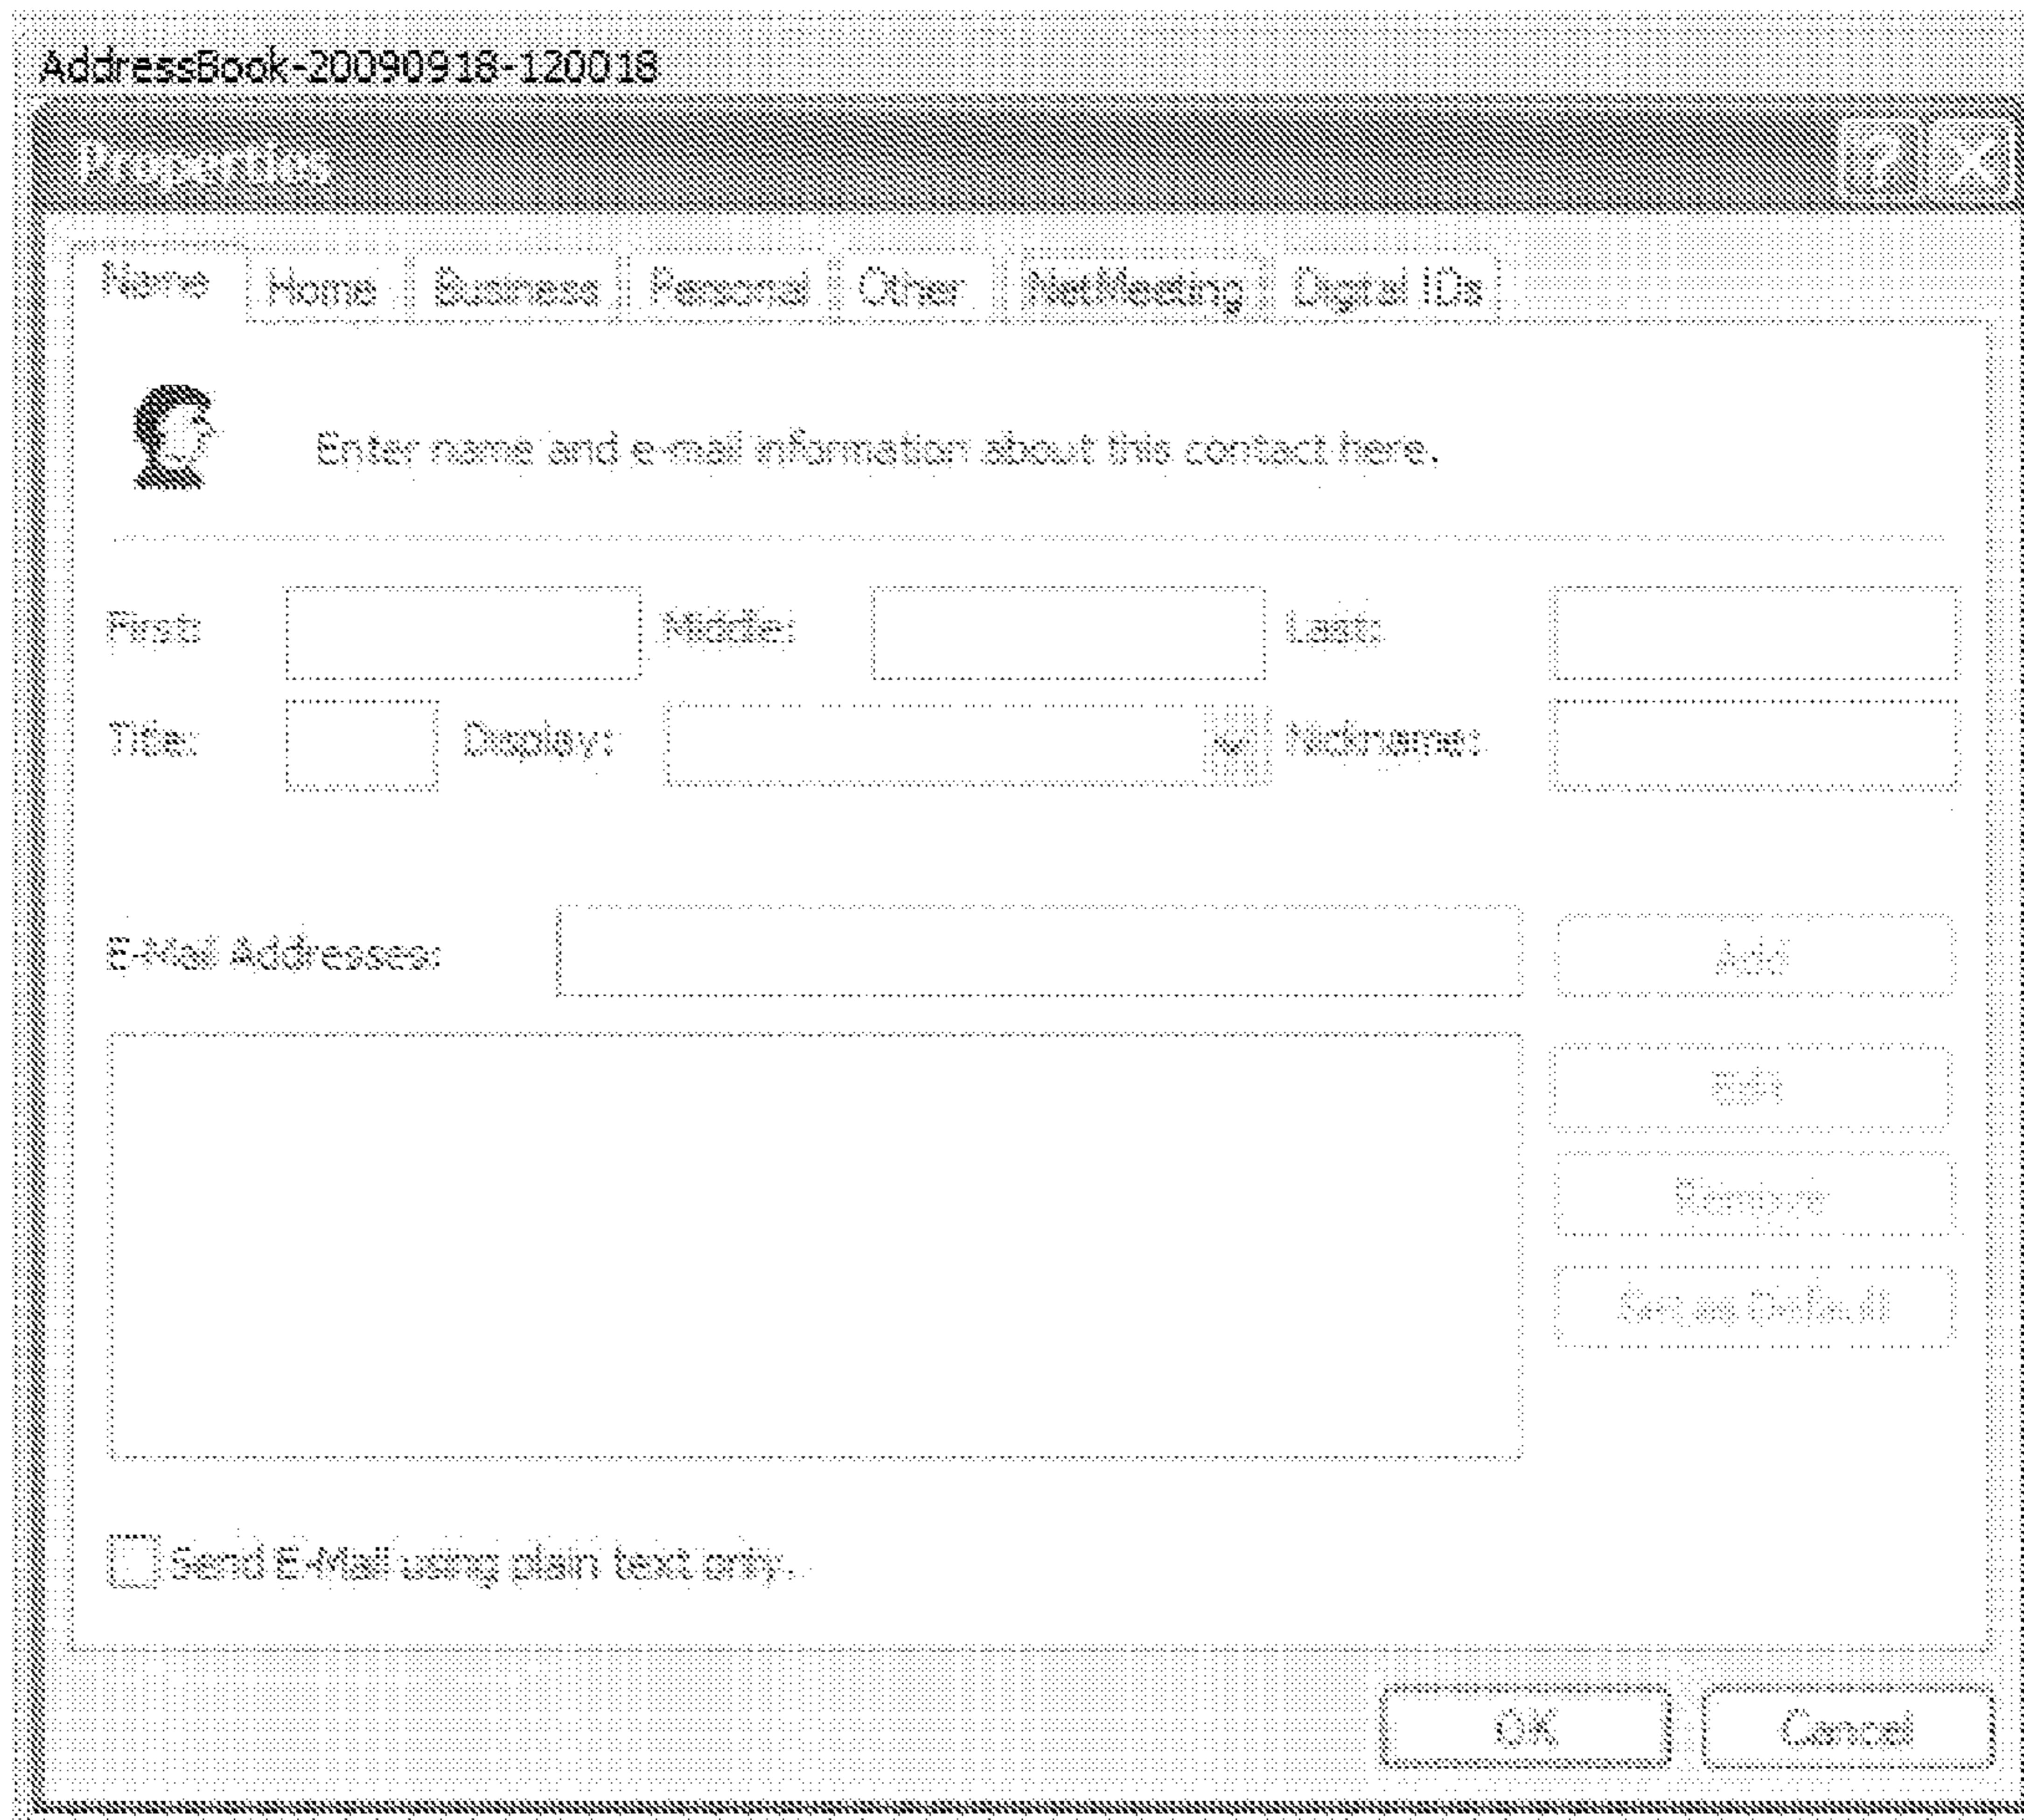 AddressBook-20090918-120018
Properties ? X
Name Home Business Personal Other NetMeeting Digital IDs
Enter name and e-mail information about this contact here.
First: Middle: Last:
Title: Display: Nickname:
E-Mail Addresses: Add
Edit
Remove
Set as Default
Send E-Mail using plain text only.
OK Cancel